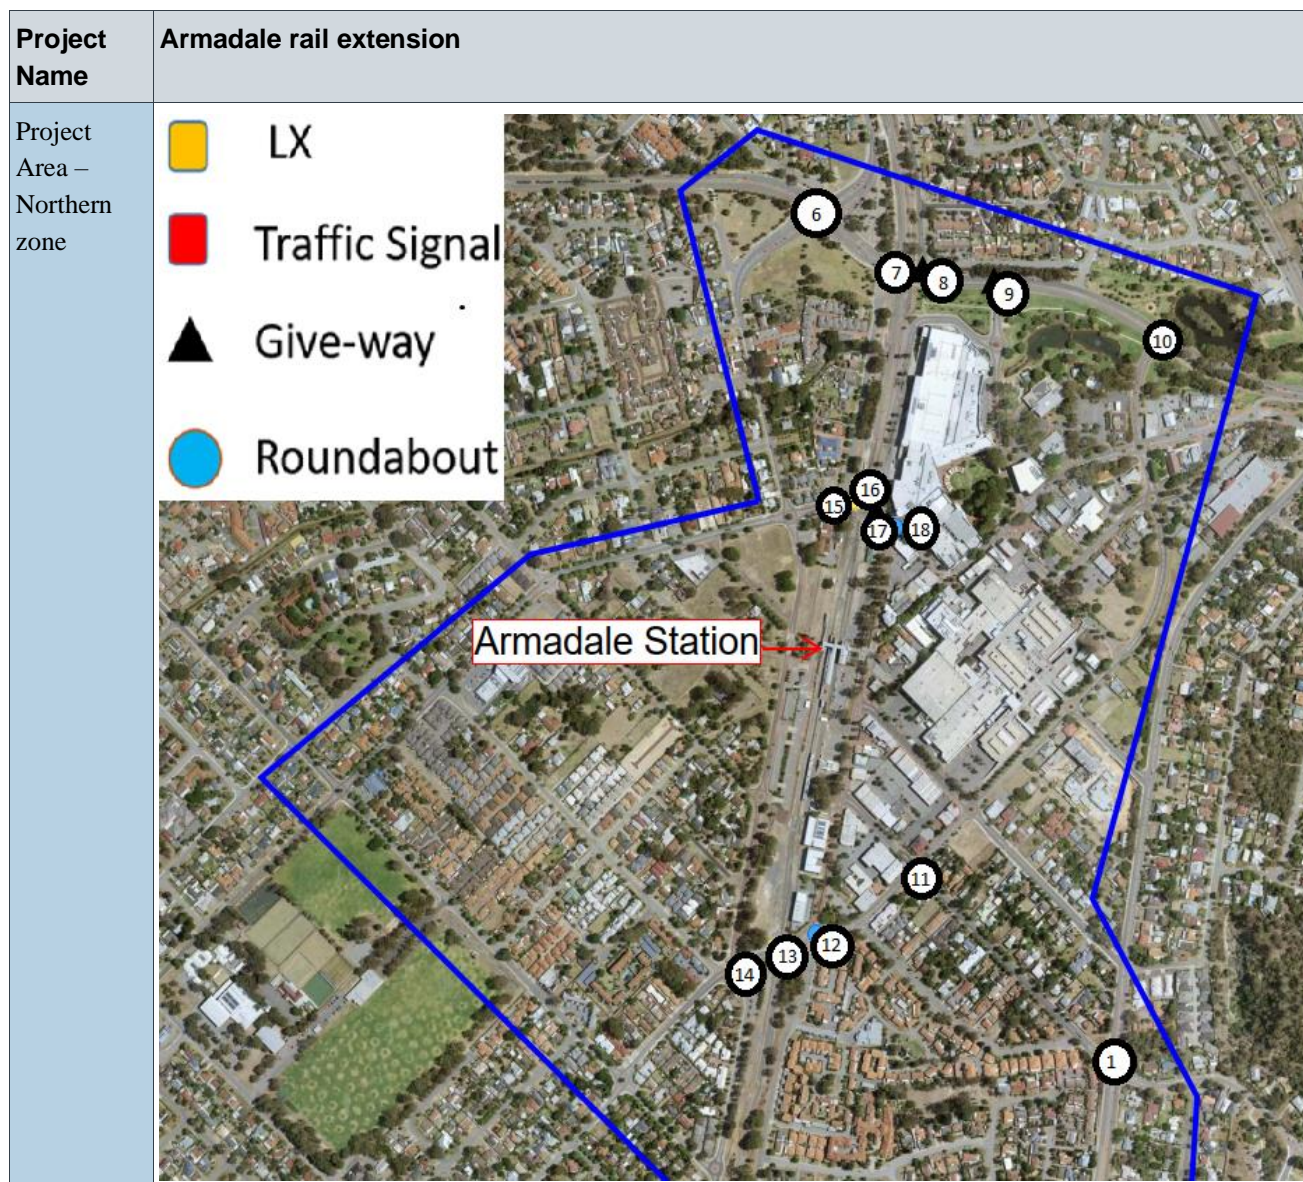 Project
Name
Armadale rail extension
Project
Area –
Northern
zone
LX
Traffic Signal
Give-way
Roundabout
6
7
8
9
10
16
15
17
18
Armadale Station
11
12
13
14
1